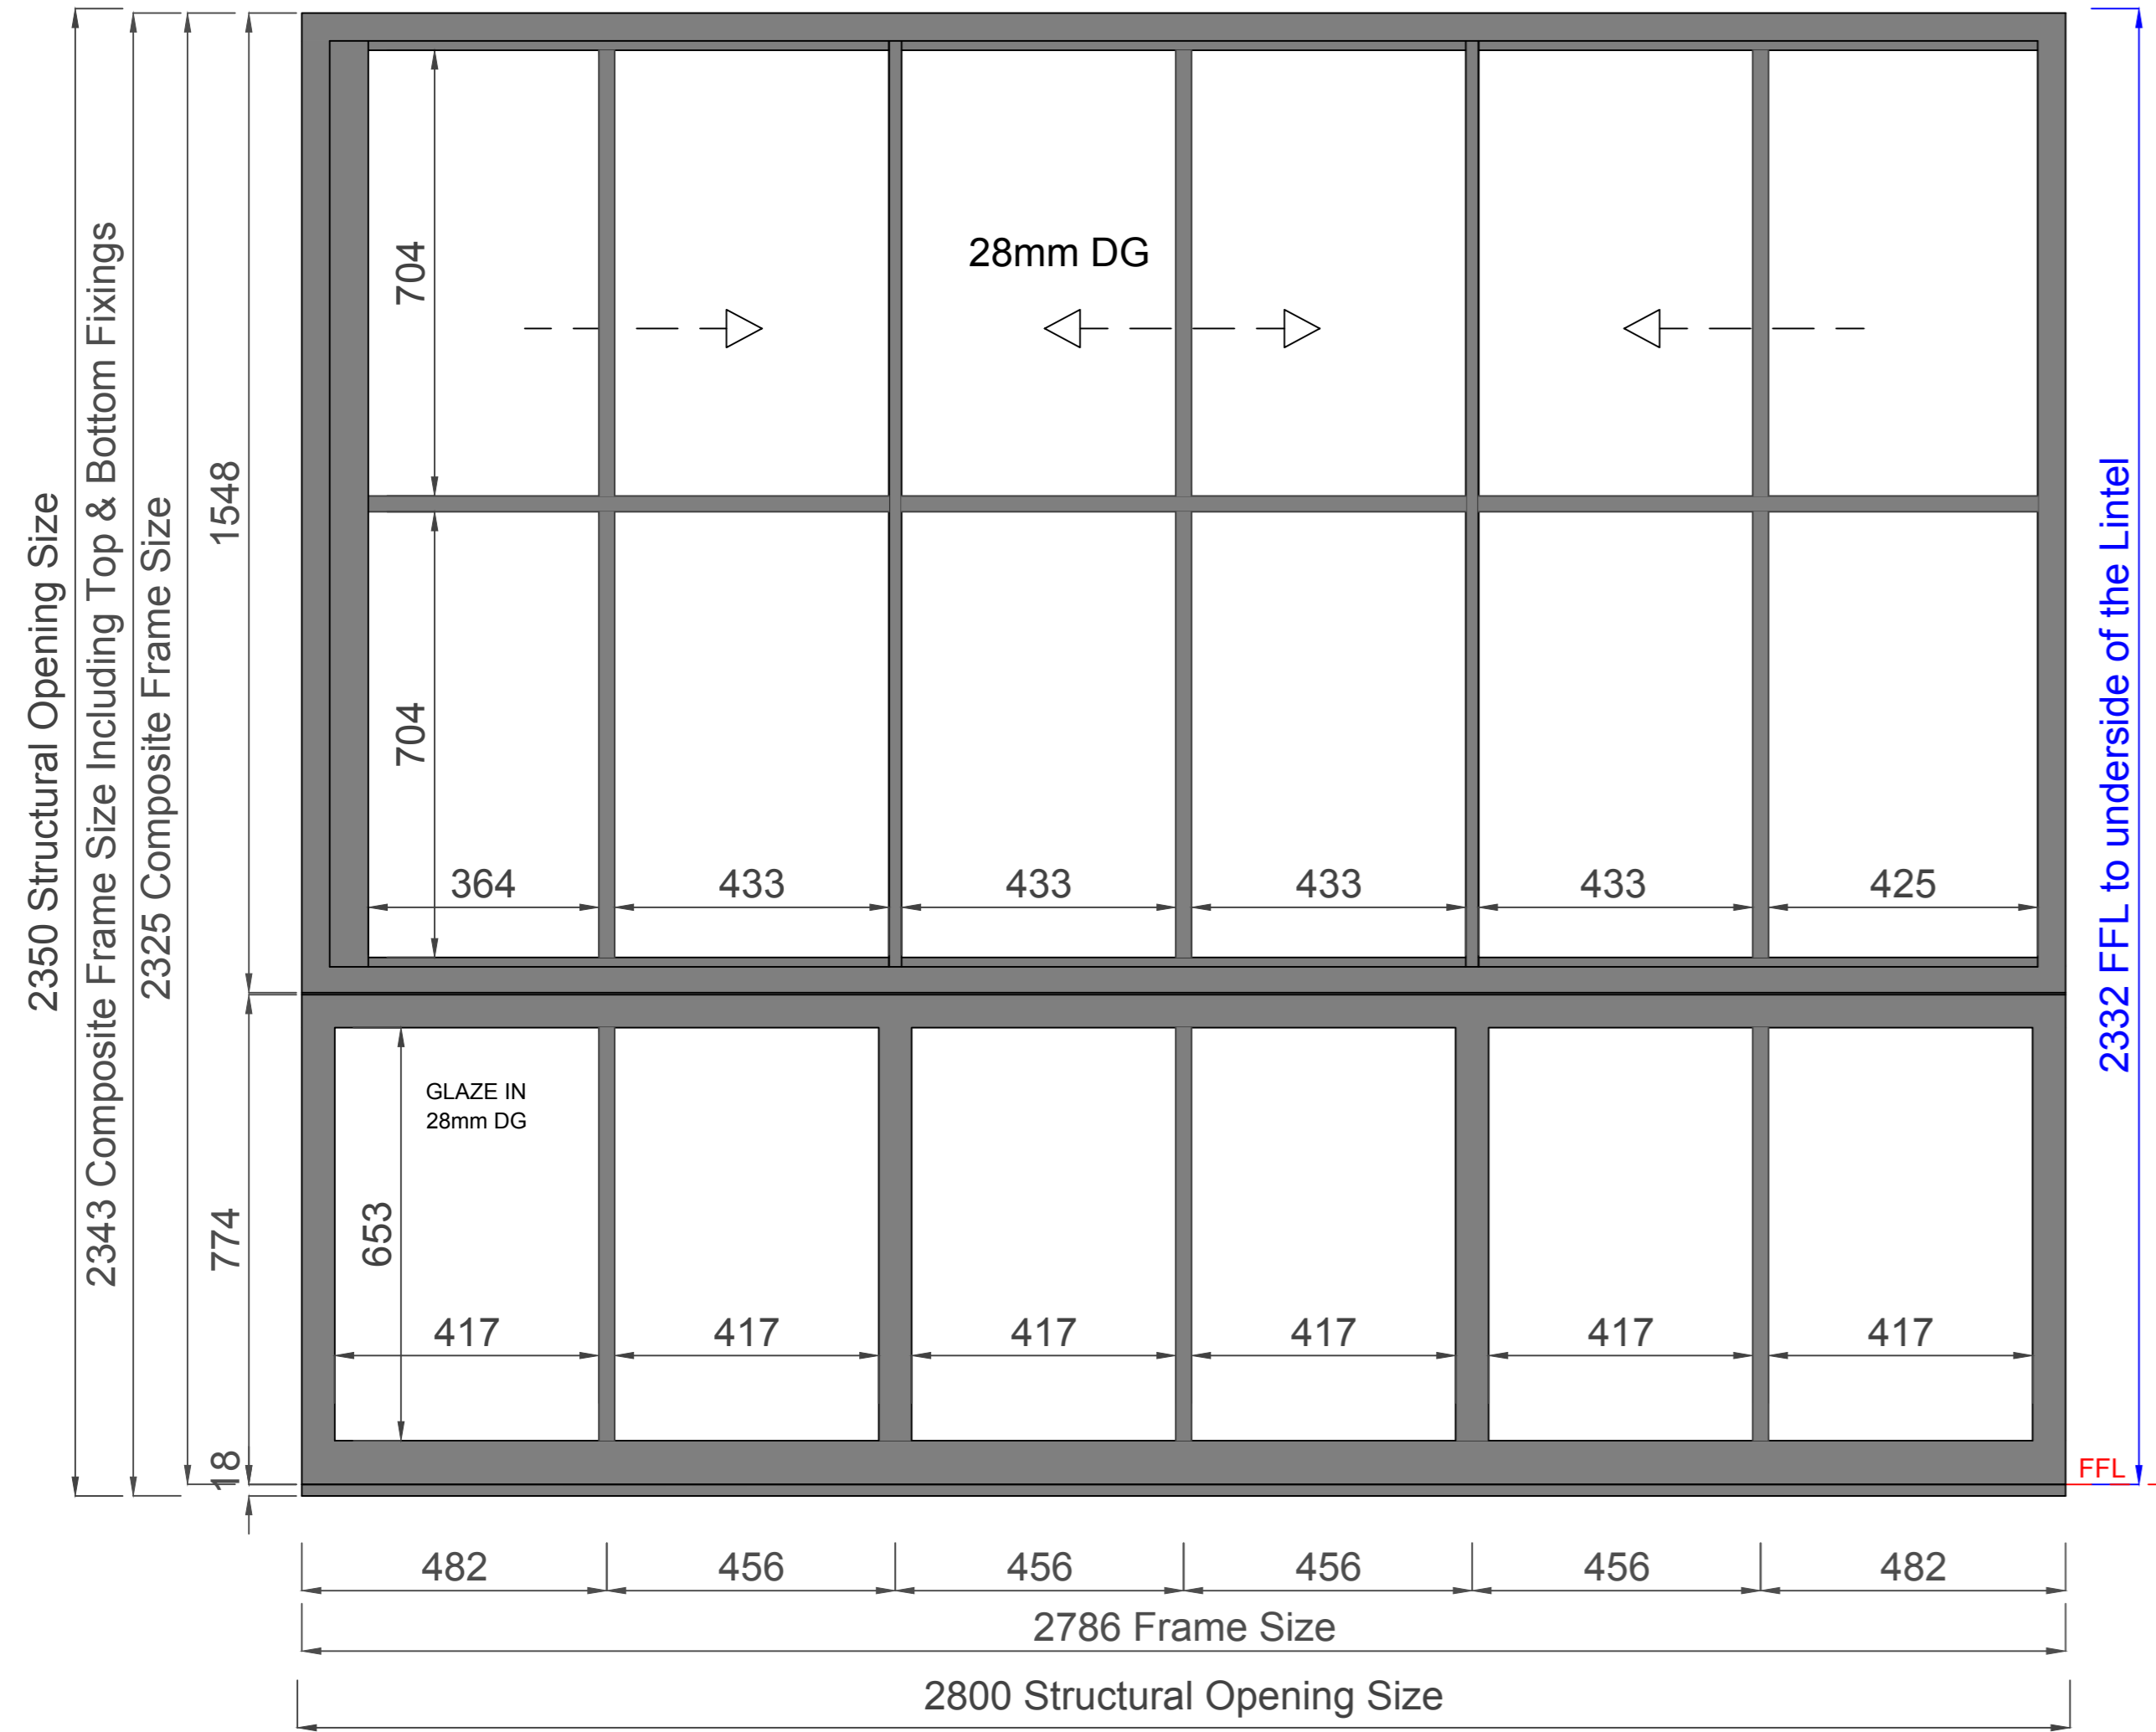 2350 Structural Opening Size
2343 Composite Frame Size Including Top & Bottom Fixings
2325 Composite Frame Size
1548
774
18
704
704
28mm DG
364
433
433
433
433
425
GLAZE IN
28mm DG
653
417
417
417
417
417
417
2332 FFL to underside of the Lintel
FFL
482
456
456
456
456
482
2786 Frame Size
2800 Structural Opening Size